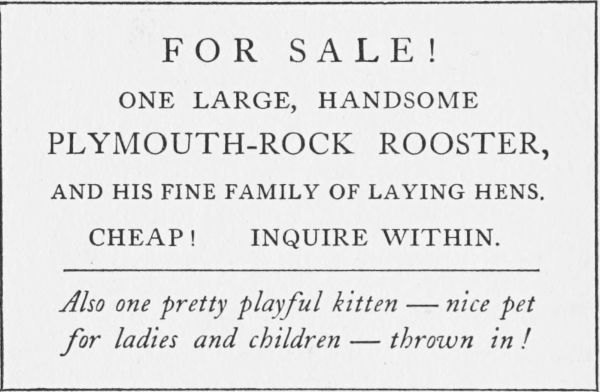 FOR SALE!
ONE LARGE, HANDSOME
PLYMOUTH-ROCK ROOSTER,
AND HIS FINE FAMILY OF LAYING HENS.
CHEAP! INQUIRE WITHIN.
Also one pretty playful kitten — nice pet
for ladies and children — thrown in!